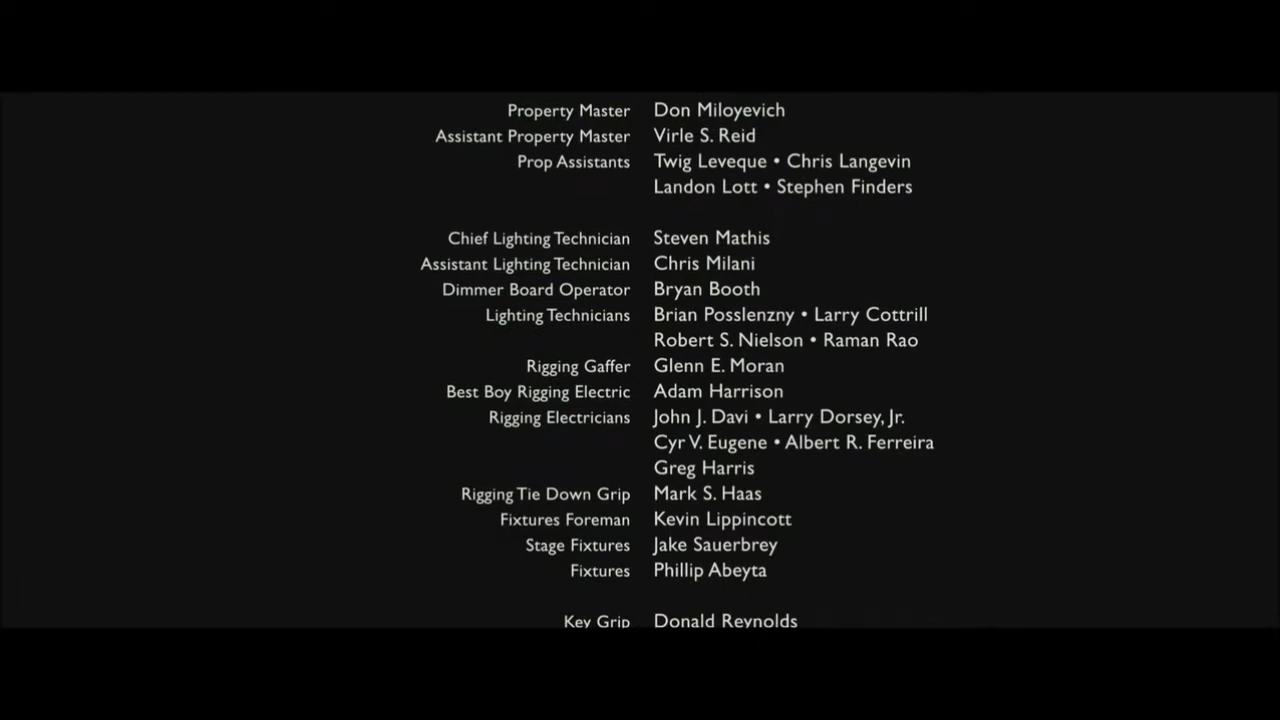 Property Master Don Miloyevich
Assistant Property Master Virle S. Reid
Prop Assistants Twig Leveque • Chris Langevin
Landon Lott • Stephen Finders
Chief Lighting Technician Steven Mathis
Assistant Lighting Technician Chris Milani
Dimmer Board Operator Bryan Booth
Lighting Technicians Brian Posslenzny • Larry Cottrill
Robert S. Nielson • Raman Rao
Rigging Gaffer Glenn E. Moran
Best Boy Rigging Electric Adam Harrison
Rigging Electricians John J. Davi • Larry Dorsey, Jr.
Cyr V. Eugene • Albert R. Ferreira
Greg Harris
Rigging Tie Down Grip Mark S. Haas
Fixtures Foreman Kevin Lippincott
Stage Fixtures Jake Sauerbrey
Fixtures Phillip Abeyta
Key Grip Donald Reynolds